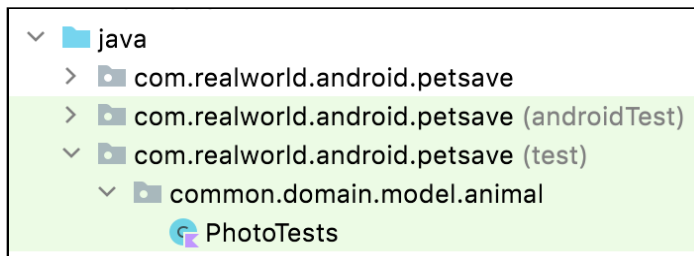 java
com.realworld.android.petsave
com.realworld.android.petsave (androidTest)
com.realworld.android.petsave (test)
common.domain.model.animal
PhotoTests